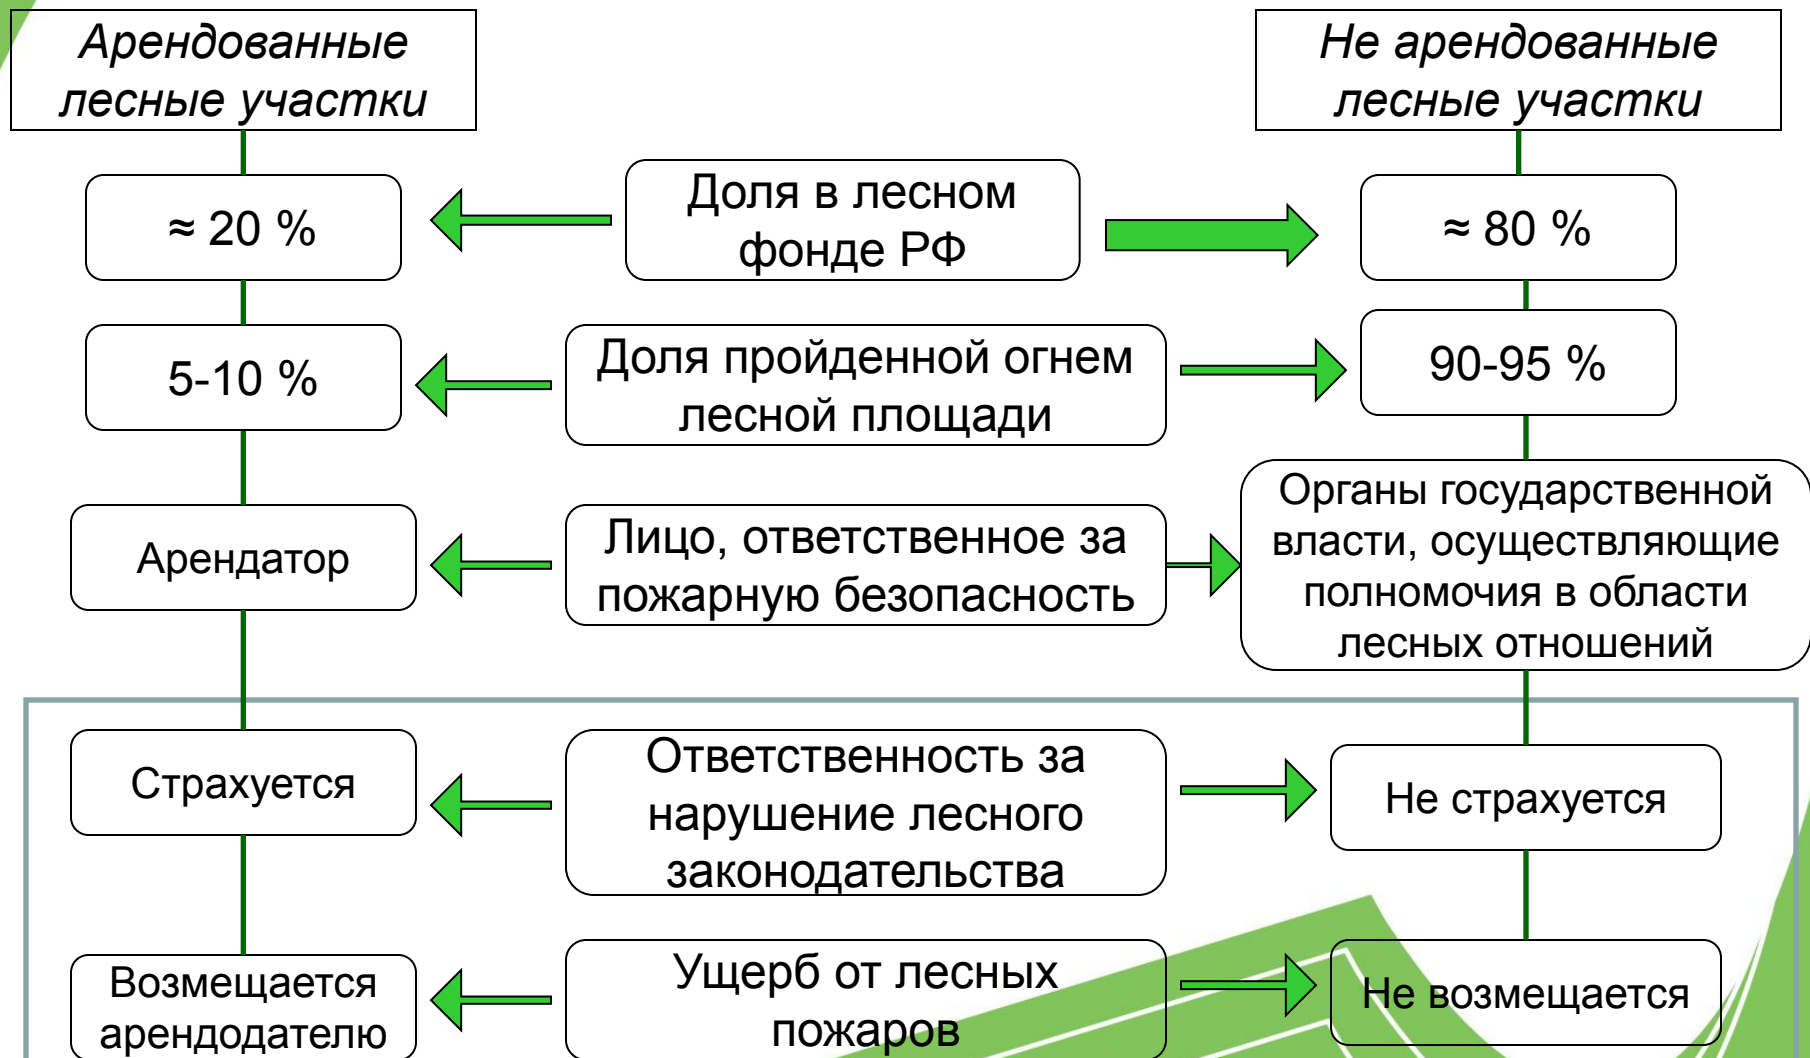 Арендованные
лесные участки
Не арендованные
лесные участки
≈ 20 %
Доля в лесном
фонде РФ
≈ 80 %
5-10 %
Доля пройденной огнем
лесной площади
90-95 %
Арендатор
Лицо, ответственное за
пожарную безопасность
Органы государственной
власти, осуществляющие
полномочия в области
лесных отношений
Страхуется
Ответственность за
нарушение лесного
законодательства
Не страхуется
Возмещается
арендодателю
Ущерб от лесных
пожаров
Не возмещается